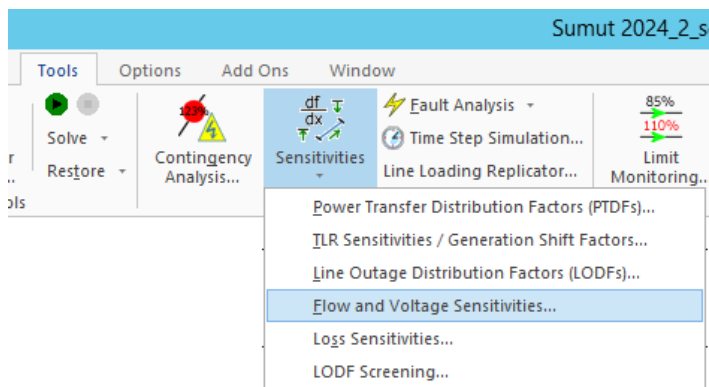 Sumut 2024_2_s
Tools Options Add Ons Window
Solve
Restore
123%
Contingency
Analysis...
df
dx
Sensitivities
Fault Analysis
Time Step Simulation...
Line Loading Replicator...
85%
110%
Limit
Monitoring...
Power Transfer Distribution Factors (PTDFs)...
TLR Sensitivities / Generation Shift Factors...
Line Outage Distribution Factors (LODFs)...
Flow and Voltage Sensitivities...
Loss Sensitivities...
LODF Screening...